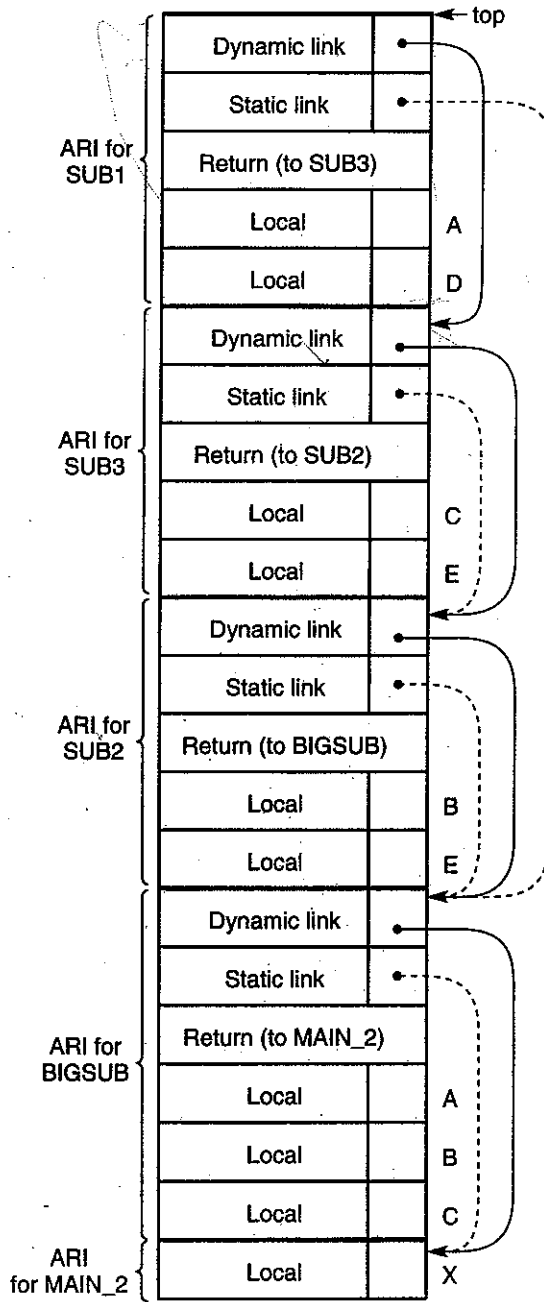 top
Dynamic link
Static link
ARI for
SUB1
Return (to SUB3)
Local A
Local D
Dynamic link
Static link
ARI for
SUB3
Return (to SUB2)
Local C
Local E
Dynamic link
Static link
ARI for
SUB2
Return (to BIGSUB)
Local B
Local E
Dynamic link
Static link
Return (to MAIN_2)
ARI for
BIGSUB
Local A
Local B
Local C
ARI
for MAIN_2
Local X